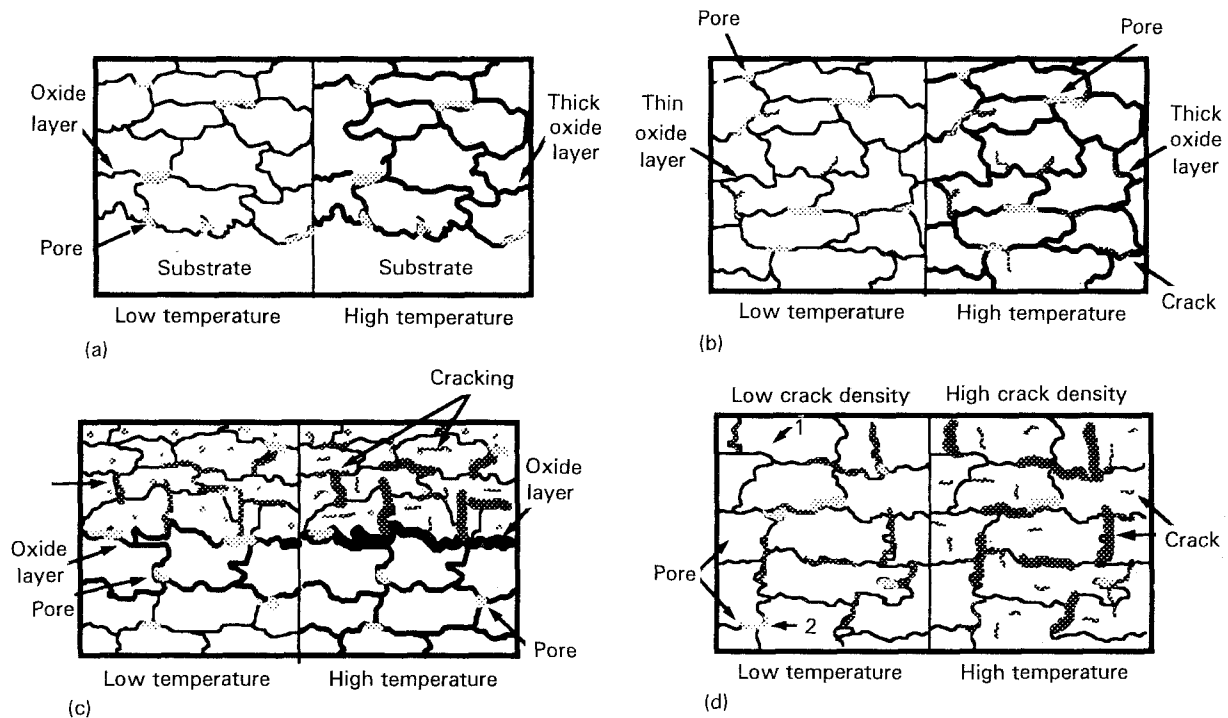 Oxide
layer
Thick
oxide
layer
Pore
Substrate
Substrate
Low temperature
High temperature
(a)
Pore
Pore
Thin
oxide
layer
Thick
oxide
layer
Crack
Low temperature
High temperature
(b)
Cracking
Oxide
layer
Oxide
layer
Pore
Pore
Low temperature
High temperature
(c)
Low crack density
High crack density
1
Crack
Pore
2
Low temperature
High temperature
(d)